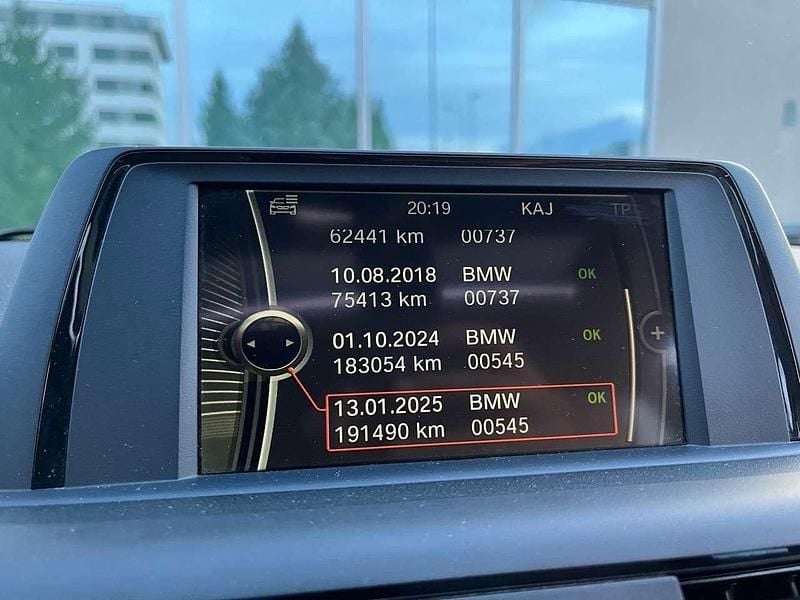 20:19 KAJ TP
62441 km 00737
10.08.2018 BMW OK
75413 km 00737
01.10.2024 BMW OK
183054 km 00545
13.01.2025 BMW OK
191490 km 00545